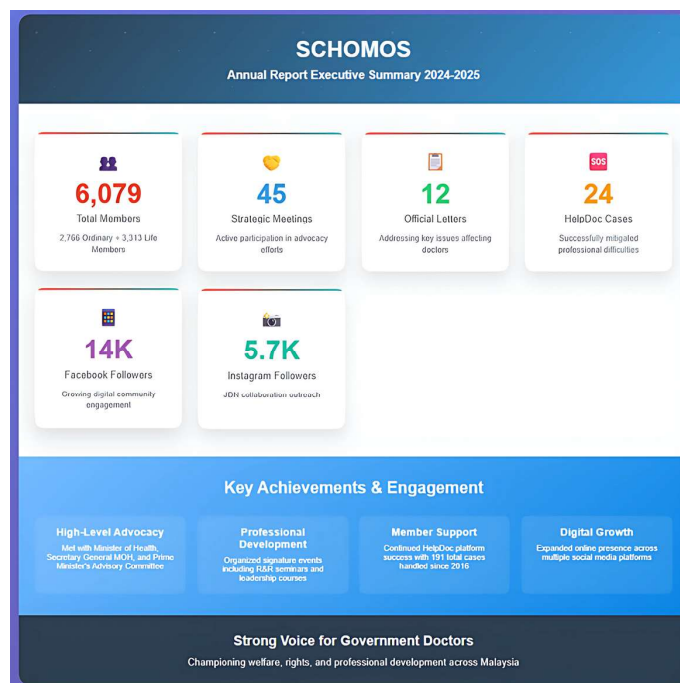 SCHOMOS
Annual Report Executive Summary 2024-2025
6,079
Total Members
2,766 Ordinary + 3,313 Life
Members
45
Strategic Meetings
Active participation in advocacy
efforts
12
Official Letters
Addressing key issues affecting
doctors
SOS
24
HelpDoc Cases
Successfully mitigated
professional difficulties
14K
Facebook Followers
Growing digital community
engagement
5.7K
Instagram Followers
JDN collaboration outreach
Key Achievements & Engagement
High-Level Advocacy
Met with Minister of Health,
Secretary General MOH, and Prime
Minister's Advisory Committee
Professional
Development
Organized signature events
including R&R seminars and
leadership courses
Member Support
Continued HelpDoc platform
success with 191 total cases
handled since 2016
Digital Growth
Expanded online presence across
multiple social media platforms
Strong Voice for Government Doctors
Championing welfare, rights, and professional development across Malaysia